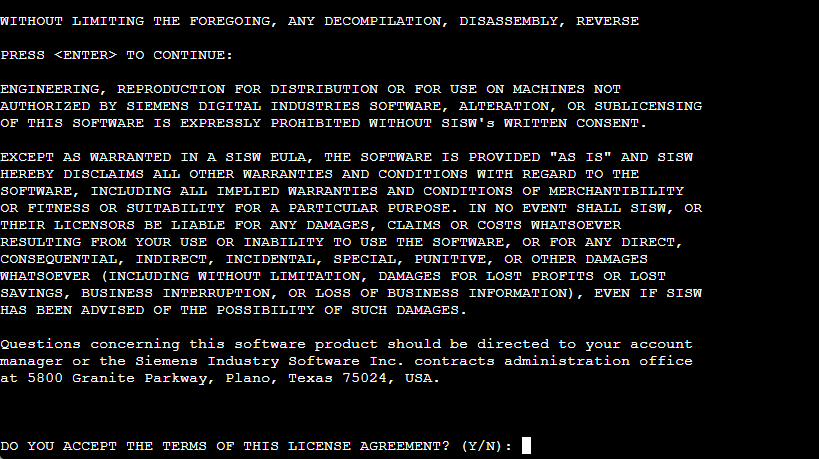 WITHOUT LIMITING THE FOREGOING, ANY DECOMPILATION, DISASSEMBLY, REVERSE
PRESS <ENTER> TO CONTINUE:
ENGINEERING, REPRODUCTION FOR DISTRIBUTION OR FOR USE ON MACHINES NOT
AUTHORIZED BY SIEMENS DIGITAL INDUSTRIES SOFTWARE, ALTERATION, OR SUBLICENSING
OF THIS SOFTWARE IS EXPRESSLY PROHIBITED WITHOUT SISW's WRITTEN CONSENT.
EXCEPT AS WARRANTED IN A SISW EULA, THE SOFTWARE IS PROVIDED "AS IS" AND SISW
HEREBY DISCLAIMS ALL OTHER WARRANTIES AND CONDITIONS WITH REGARD TO THE
SOFTWARE, INCLUDING ALL IMPLIED WARRANTIES AND CONDITIONS OF MERCHANTIBILITY
OR FITNESS OR SUITABILITY FOR A PARTICULAR PURPOSE. IN NO EVENT SHALL SISW, OR
THEIR LICENSORS BE LIABLE FOR ANY DAMAGES, CLAIMS OR COSTS WHATSOEVER
RESULTING FROM YOUR USE OR INABILITY TO USE THE SOFTWARE, OR FOR ANY DIRECT,
CONSEQUENTIAL, INDIRECT, INCIDENTAL, SPECIAL, PUNITIVE, OR OTHER DAMAGES
WHATSOEVER (INCLUDING WITHOUT LIMITATION, DAMAGES FOR LOST PROFITS OR LOST
SAVINGS, BUSINESS INTERRUPTION, OR LOSS OF BUSINESS INFORMATION), EVEN IF SISW
HAS BEEN ADVISED OF THE POSSIBILITY OF SUCH DAMAGES.
Questions concerning this software product should be directed to your account
manager or the Siemens Industry Software Inc. contracts administration office
at 5800 Granite Parkway, Plano, Texas 75024, USA.
DO YOU ACCEPT THE TERMS OF THIS LICENSE AGREEMENT? (Y/N):